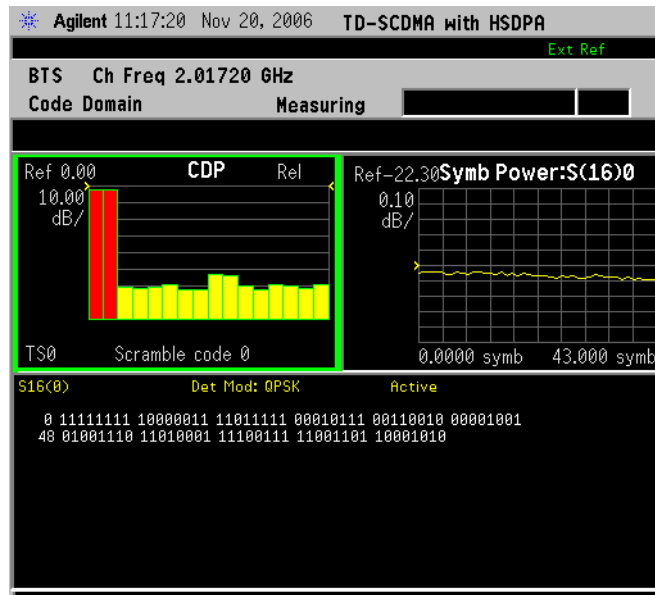 Agilent 11:17:20 Nov 20, 2006 TD-SCDMA with HSDPA
Ext Ref
BTS Ch Freq 2.01720 GHz
Code Domain Measuring
Ref 0.00 CDP Rel
10.00
dB/
TS0 Scramble code 0
Ref-22.30 Symb Power:S(16)0
0.10
dB/
0.0000 symb 43.000 symb
S16(0) Det Mod: QPSK Active
0 11111111 10000011 11011111 00010111 00110010 00001001
48 01001110 11010001 11100111 11001101 10001010